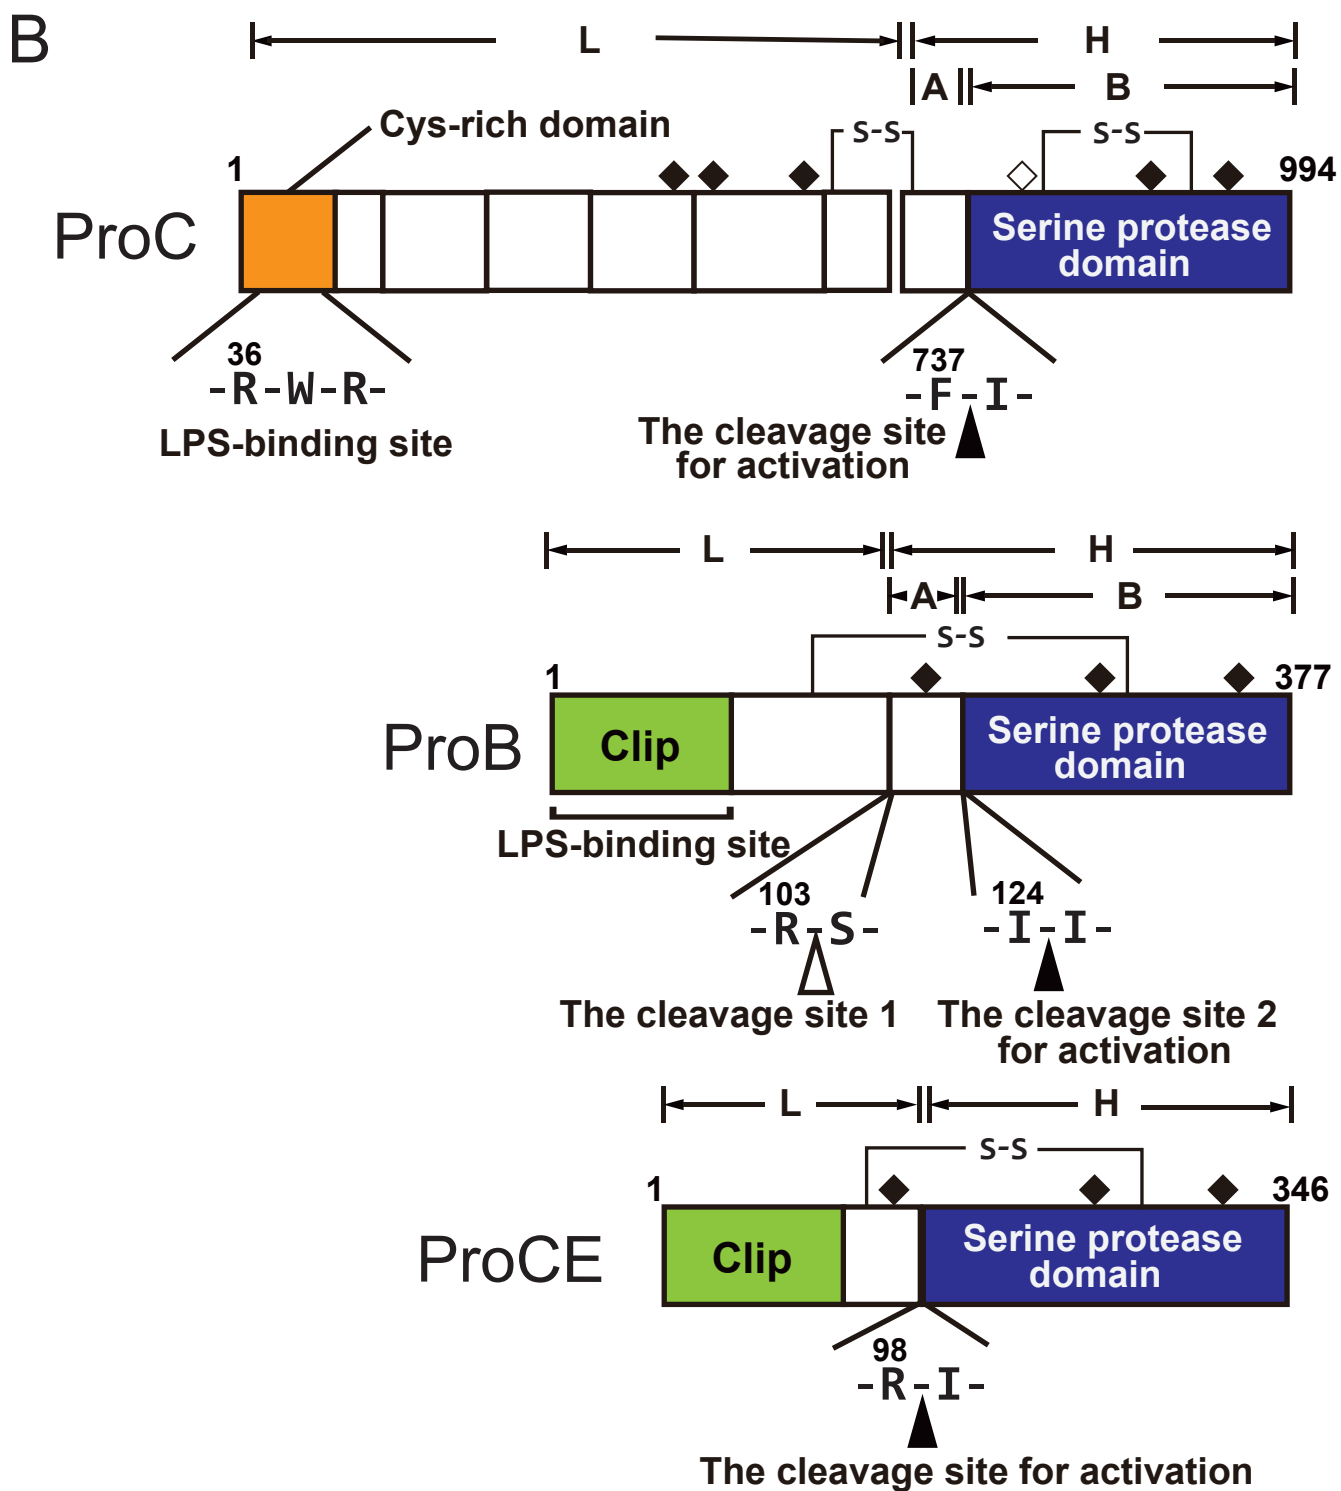 B
L
H
A
B
Cys-rich domain
S-S
S-S
1
994
ProC
Serine protease
domain
36
-R-W-R-
LPS-binding site
737
-F-I-
The cleavage site
for activation
L
H
A
B
S-S
1
377
ProB
Clip
Serine protease
domain
LPS-binding site
103
-R-S-
124
-I-I-
The cleavage site 1
The cleavage site 2
for activation
L
H
S-S
1
346
ProCE
Clip
Serine protease
domain
98
-R-I-
The cleavage site for activation